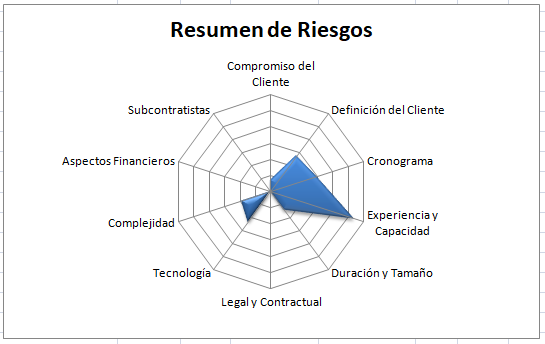 Resumen de Riesgos
Compromiso del
Cliente
Subcontratistas
Definición del Cliente
Aspectos Financieros
Cronograma
Complejidad
Experiencia y
Capacidad
Tecnología
Duración y Tamaño
Legal y Contractual